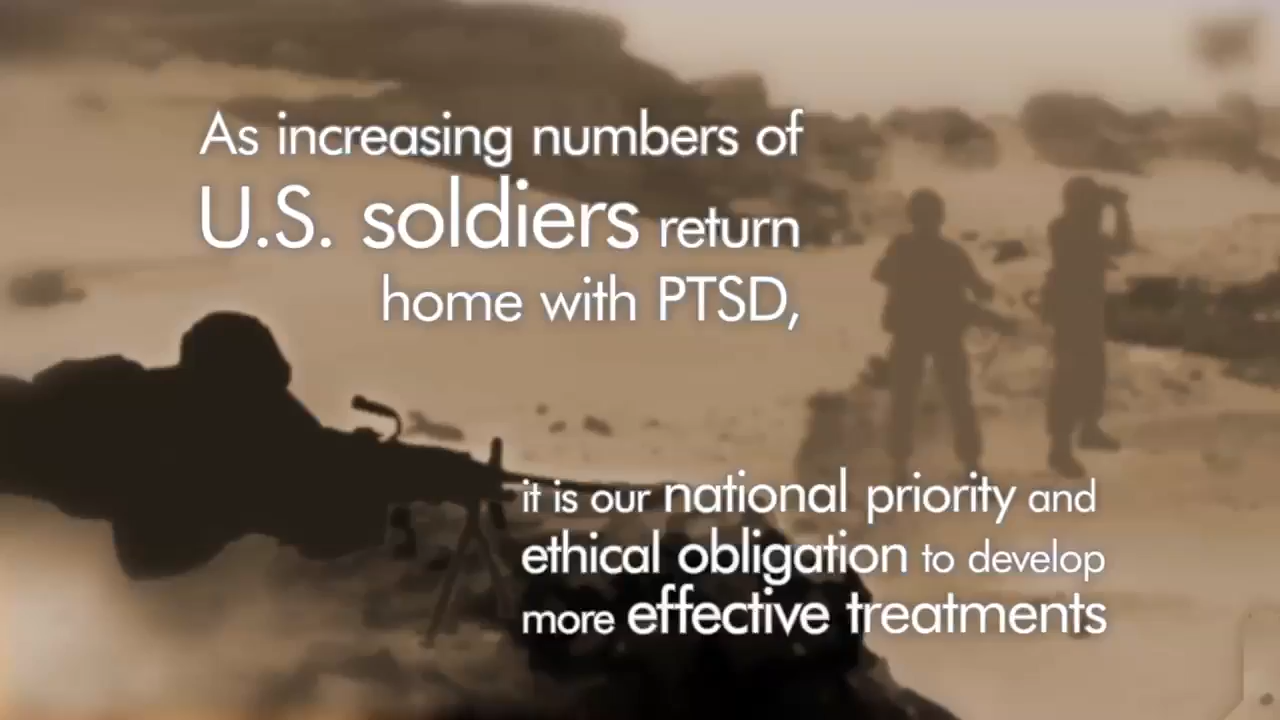 As increasing numbers of
U.S. soldiers return
home with PTSD,
it is our national priority and
ethical obligation to develop
more effective treatments